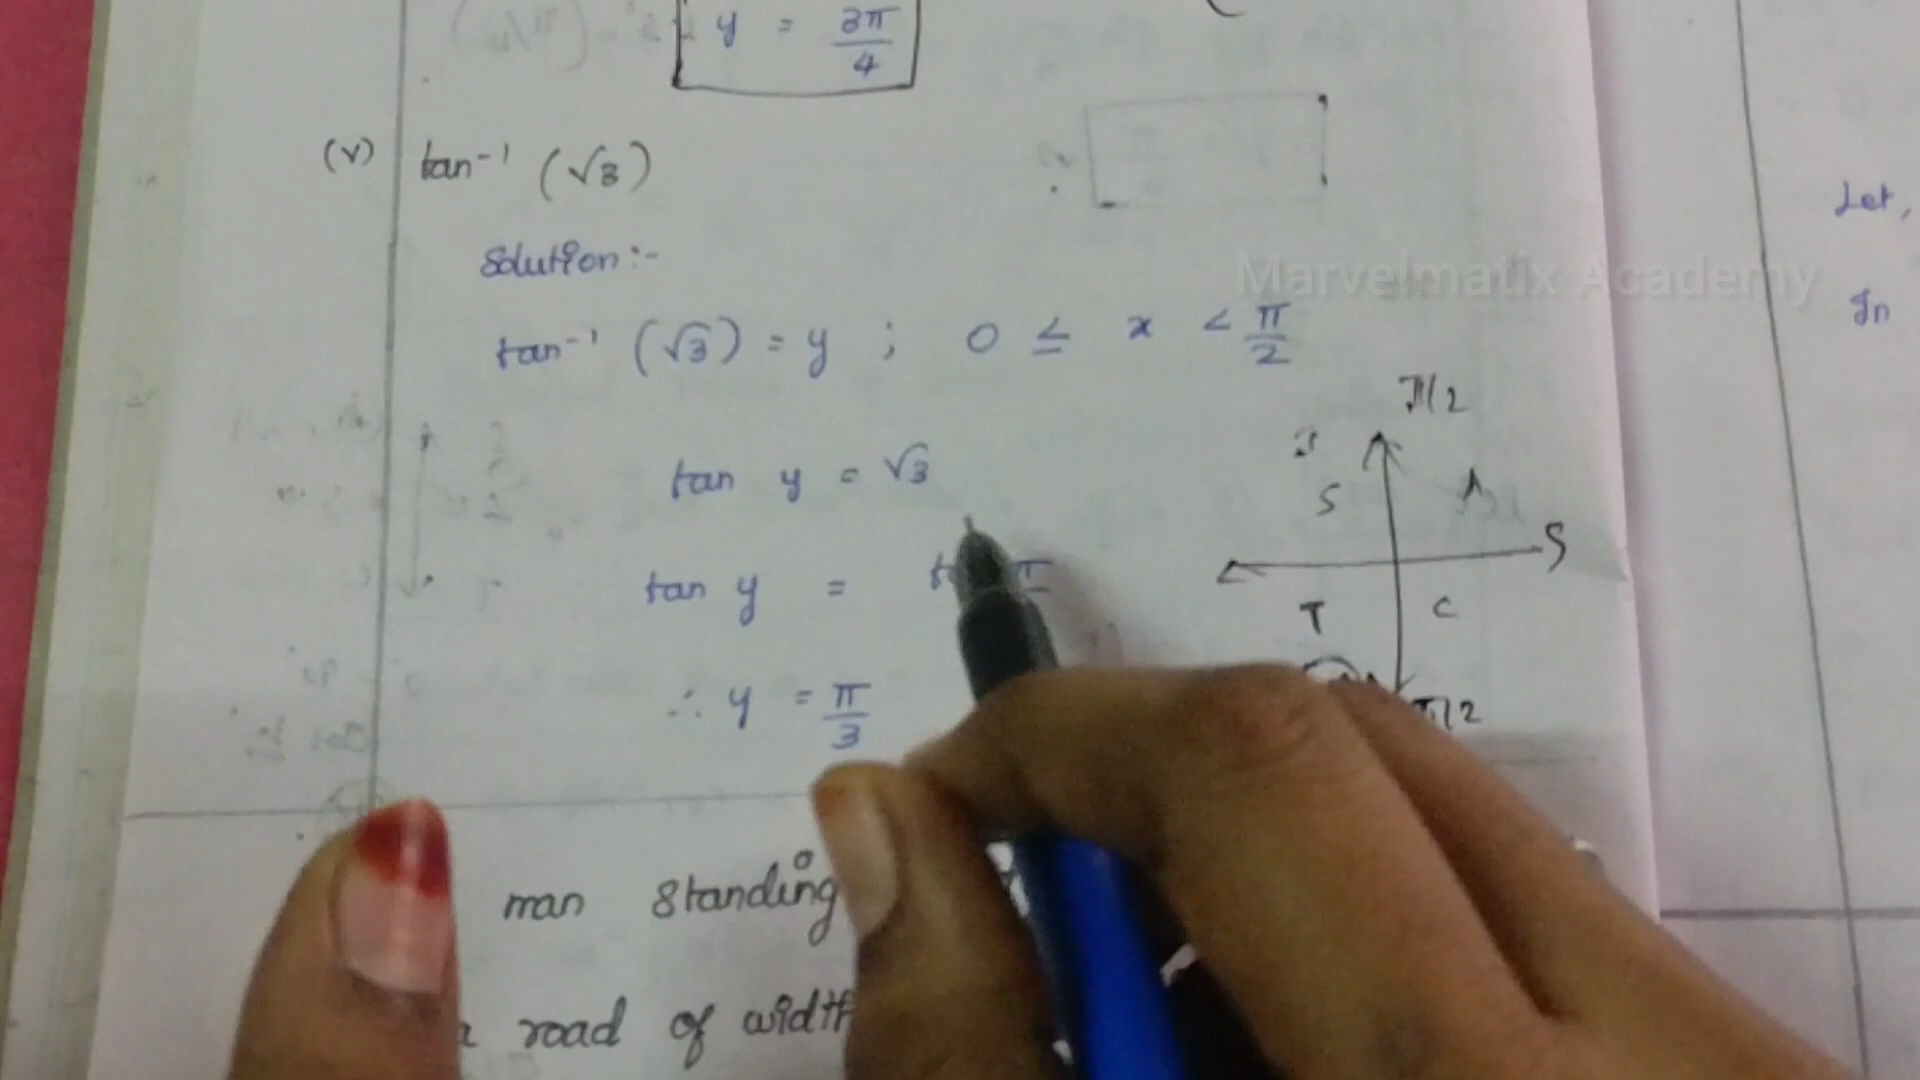 y = 3π/4
(v) tan⁻¹ (√3)
Solution:-
Marvelmatix Academy
tan⁻¹ (√3) = y ; 0 ≤ x < π/2
tan y = √3
tan y =
∴ y = π/3
π/2
S A
T C
π/2
man standing
a road of width
Let,
In